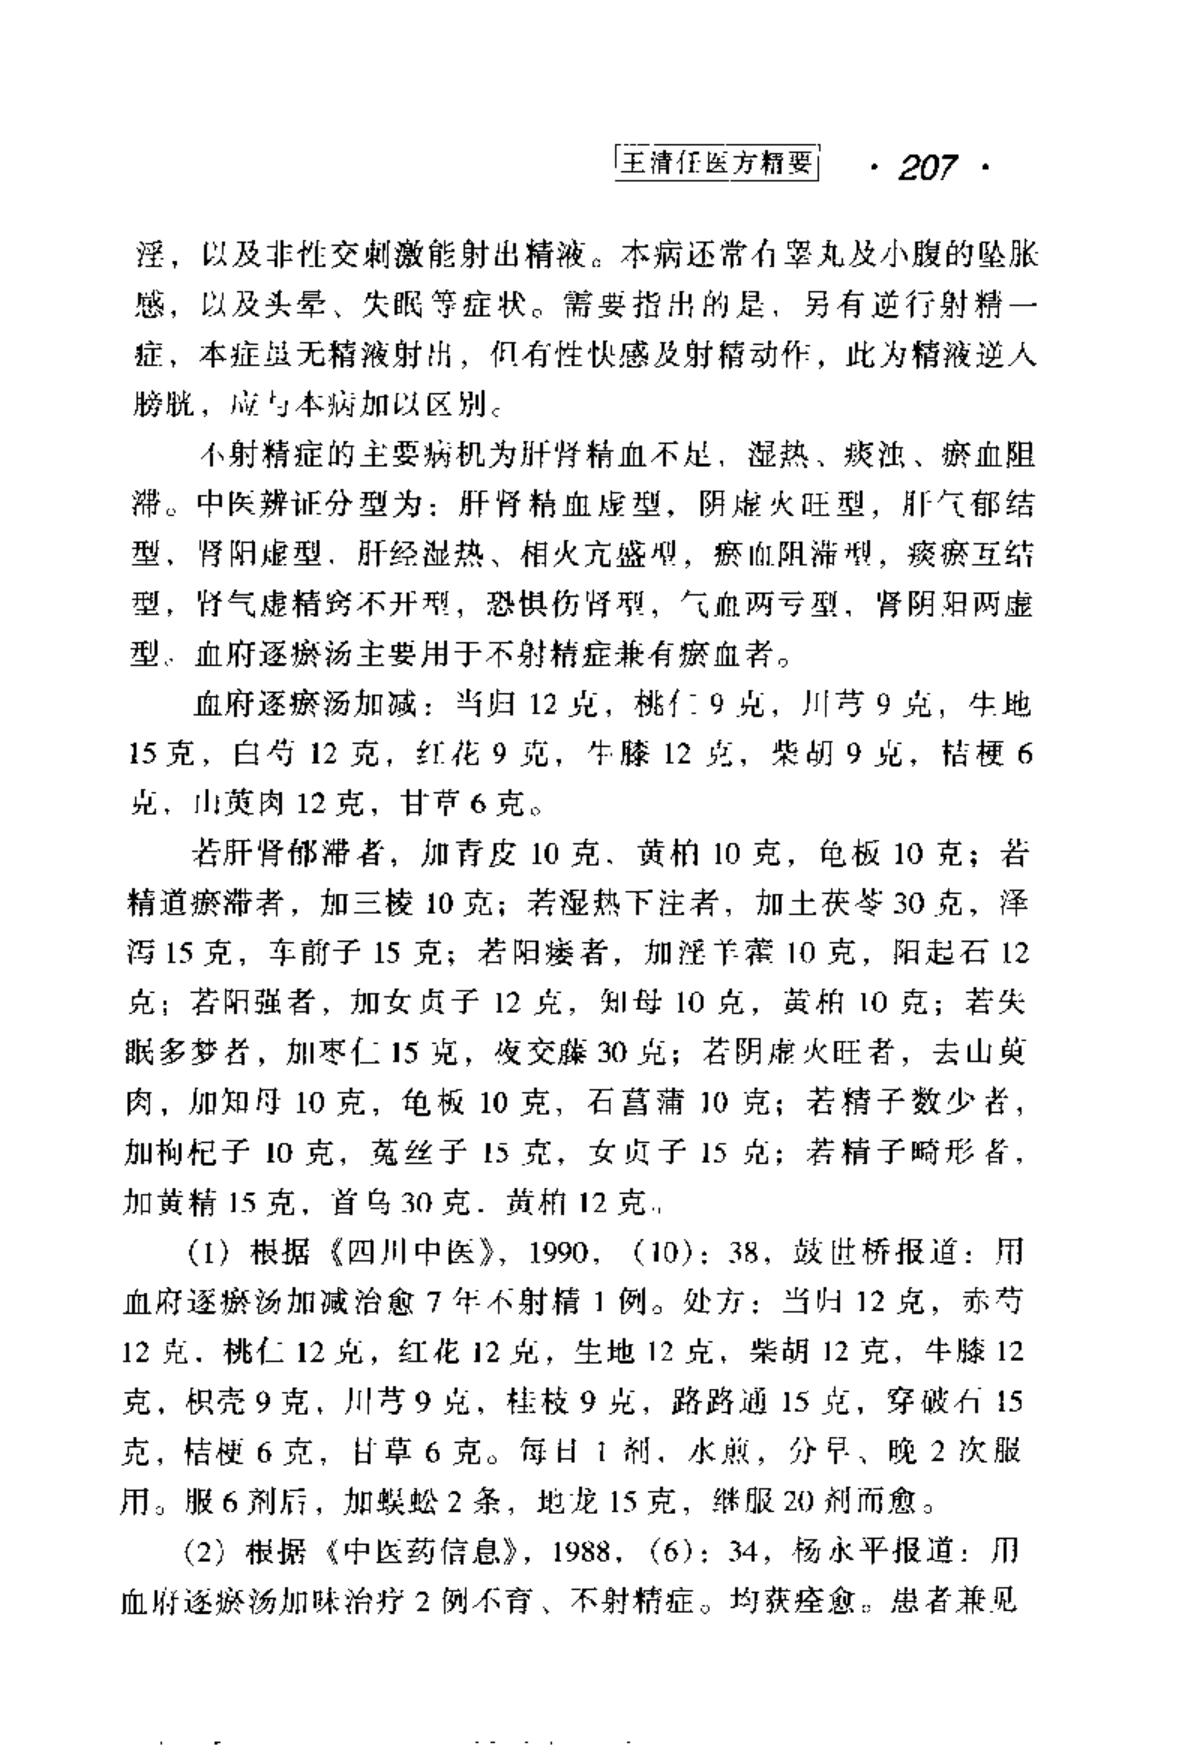 王清任医方精要 · 207 ·
淫，以及非性交刺激能射出精液。本病还常有睾丸及小腹的坠胀
感，以及头晕、失眠等症状。需要指出的是，另有逆行射精一
症，本症虽无精液射出，但有性快感及射精动作，此为精液逆入
膀胱，应与本病加以区别。
不射精症的主要病机为肝肾精血不足，湿热、痰浊、瘀血阻
滞。中医辨证分型为：肝肾精血虚型，阴虚火旺型，肝气郁结
型，肾阳虚型，肝经湿热、相火亢盛型，瘀血阻滞型，痰瘀互结
型，肾气虚精窍不开型，恐惧伤肾型，气血两亏型，肾阴阳两虚
型。血府逐瘀汤主要用于不射精症兼有瘀血者。
血府逐瘀汤加减：当归 12 克，桃仁 9 克，川芎 9 克，生地
15 克，白芍 12 克，红花 9 克，牛膝 12 克，柴胡 9 克，桔梗 6
克，山萸肉 12 克，甘草 6 克。
若肝肾郁滞者，加青皮 10 克、黄柏 10 克，龟板 10 克；若
精道瘀滞者，加三棱 10 克；若湿热下注者，加土茯苓 30 克，泽
泻 15 克，车前子 15 克；若阳痿者，加淫羊藿 10 克，阳起石 12
克；若阳强者，加女贞子 12 克，知母 10 克，黄柏 10 克；若失
眠多梦者，加枣仁 15 克，夜交藤 30 克；若阴虚火旺者，去山萸
肉，加知母 10 克，龟板 10 克，石菖蒲 10 克；若精子数少者，
加枸杞子 10 克，菟丝子 15 克，女贞子 15 克；若精子畸形者，
加黄精 15 克，首乌 30 克．黄柏 12 克。
（1）根据《四川中医》，1990，（10）：38，鼓世桥报道：用
血府逐瘀汤加减治愈 7 年不射精 1 例。处方：当归 12 克，赤芍
12 克，桃仁 12 克，红花 12 克，生地 12 克，柴胡 12 克，牛膝 12
克，枳壳 9 克，川芎 9 克，桂枝 9 克，路路通 15 克，穿破石 15
克，桔梗 6 克，甘草 6 克。每日 1 剂，水煎，分早、晚 2 次服
用。服 6 剂后，加蜈蚣 2 条，地龙 15 克，继服 20 剂而愈。
（2）根据《中医药信息》，1988，（6）：34，杨永平报道：用
血府逐瘀汤加味治疗 2 例不育、不射精症。均获痊愈。患者兼见